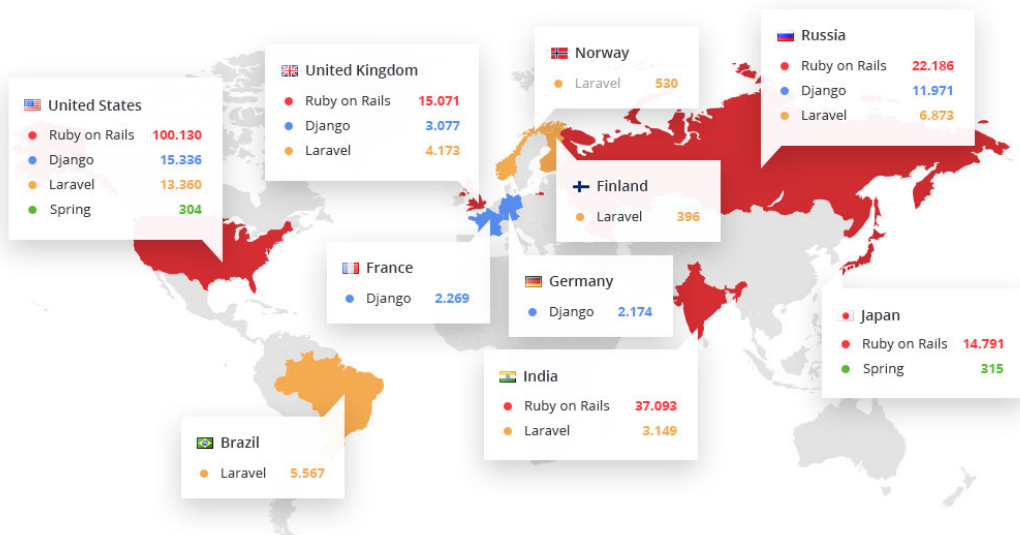 United States
Ruby on Rails 100.130
Django 15.336
Laravel 13.360
Spring 304
United Kingdom
Ruby on Rails 15.071
Django 3.077
Laravel 4.173
Norway
Laravel 530
Russia
Ruby on Rails 22.186
Django 11.971
Laravel 6.873
Finland
Laravel 396
France
Django 2.269
Germany
Django 2.174
Japan
Ruby on Rails 14.791
Spring 315
India
Ruby on Rails 37.093
Laravel 3.149
Brazil
Laravel 5.567